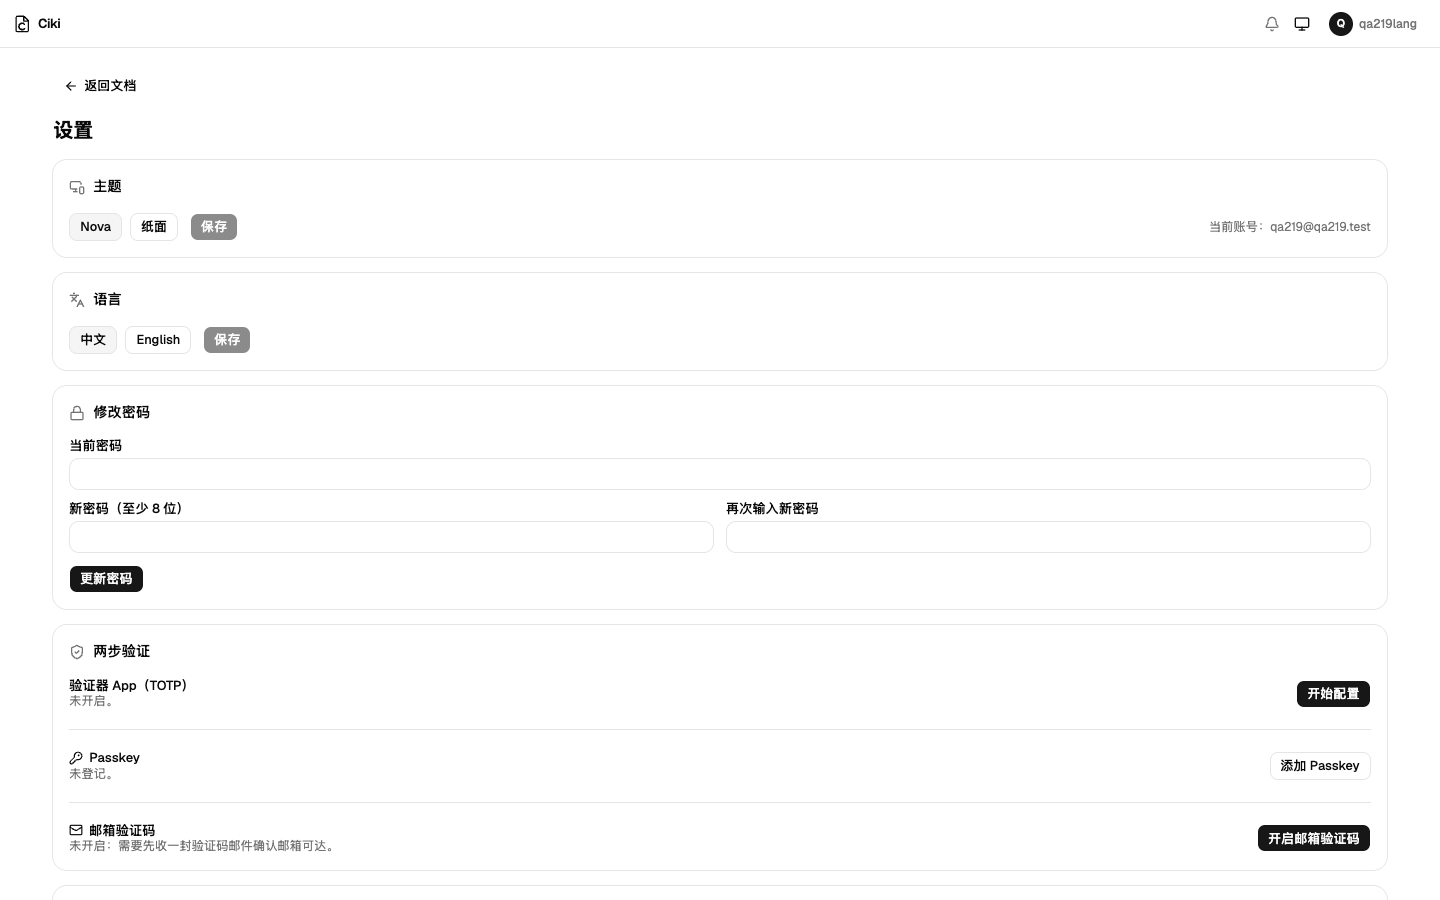 Ciki
Q
qa219lang
返回文档
设置
主题
Nova
纸面
保存
当前账号：qa219@qa219.test
语言
中文
English
保存
修改密码
当前密码
新密码（至少 8 位）
再次输入新密码
更新密码
两步验证
验证器 App（TOTP）
未开启。
开始配置
Passkey
未登记。
添加 Passkey
邮箱验证码
未开启：需要先收一封验证码邮件确认邮箱可达。
开启邮箱验证码